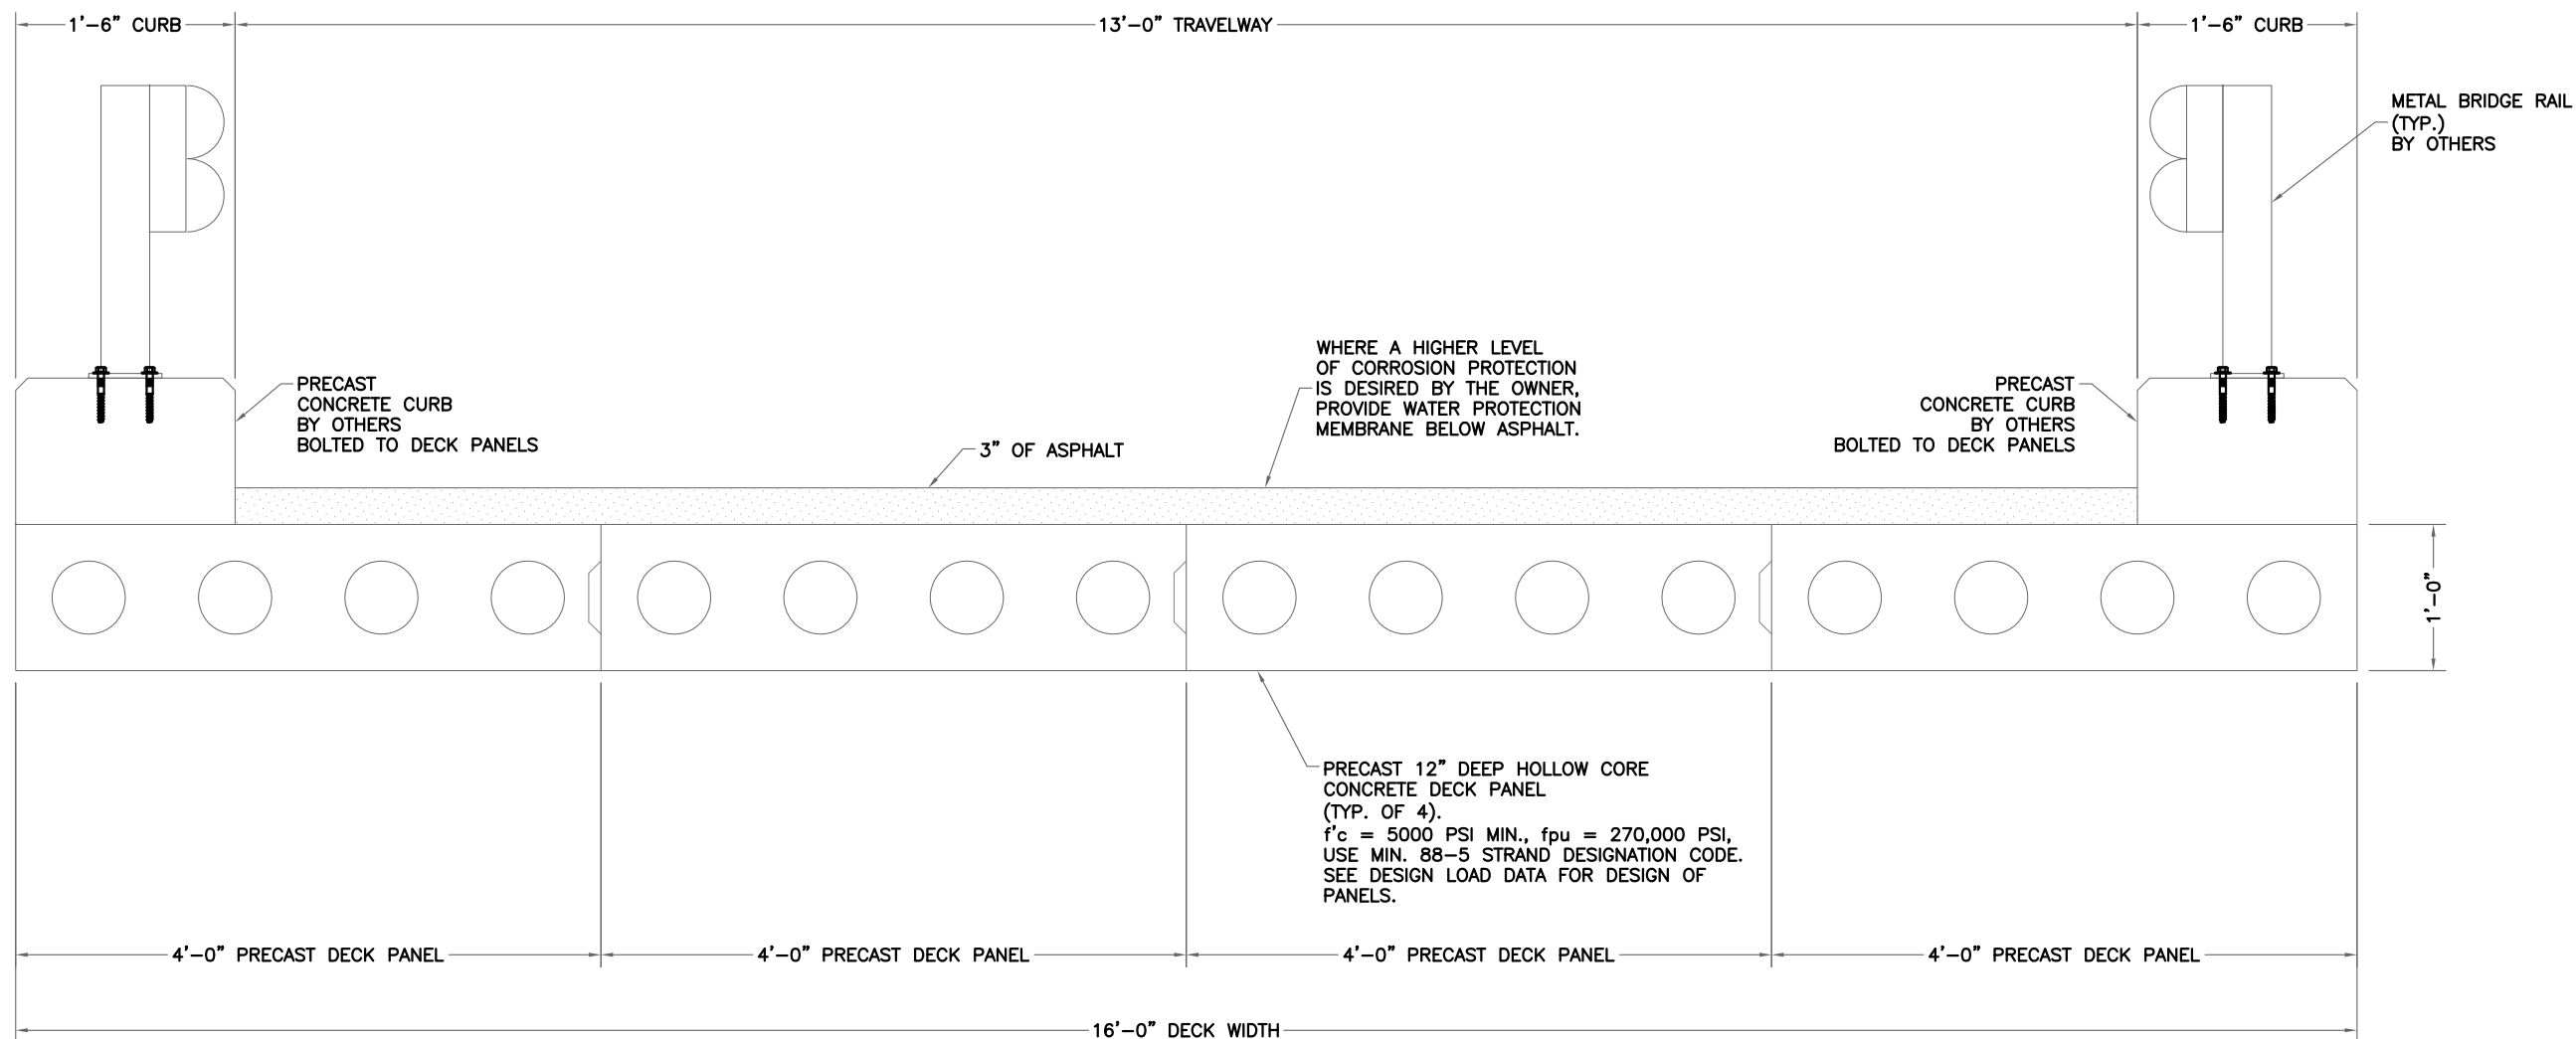 1'-6" CURB
13'-0" TRAVELWAY
1'-6" CURB
METAL BRIDGE RAIL
(TYP.)
BY OTHERS
WHERE A HIGHER LEVEL
OF CORROSION PROTECTION
IS DESIRED BY THE OWNER,
PROVIDE WATER PROTECTION
MEMBRANE BELOW ASPHALT.
PRECAST
CONCRETE CURB
BY OTHERS
BOLTED TO DECK PANELS
3" OF ASPHALT
PRECAST
CONCRETE CURB
BY OTHERS
BOLTED TO DECK PANELS
1'-0"
PRECAST 12" DEEP HOLLOW CORE
CONCRETE DECK PANEL
(TYP. OF 4).
f'c = 5000 PSI MIN., fpu = 270,000 PSI,
USE MIN. 88-5 STRAND DESIGNATION CODE.
SEE DESIGN LOAD DATA FOR DESIGN OF
PANELS.
4'-0" PRECAST DECK PANEL
4'-0" PRECAST DECK PANEL
4'-0" PRECAST DECK PANEL
4'-0" PRECAST DECK PANEL
16'-0" DECK WIDTH